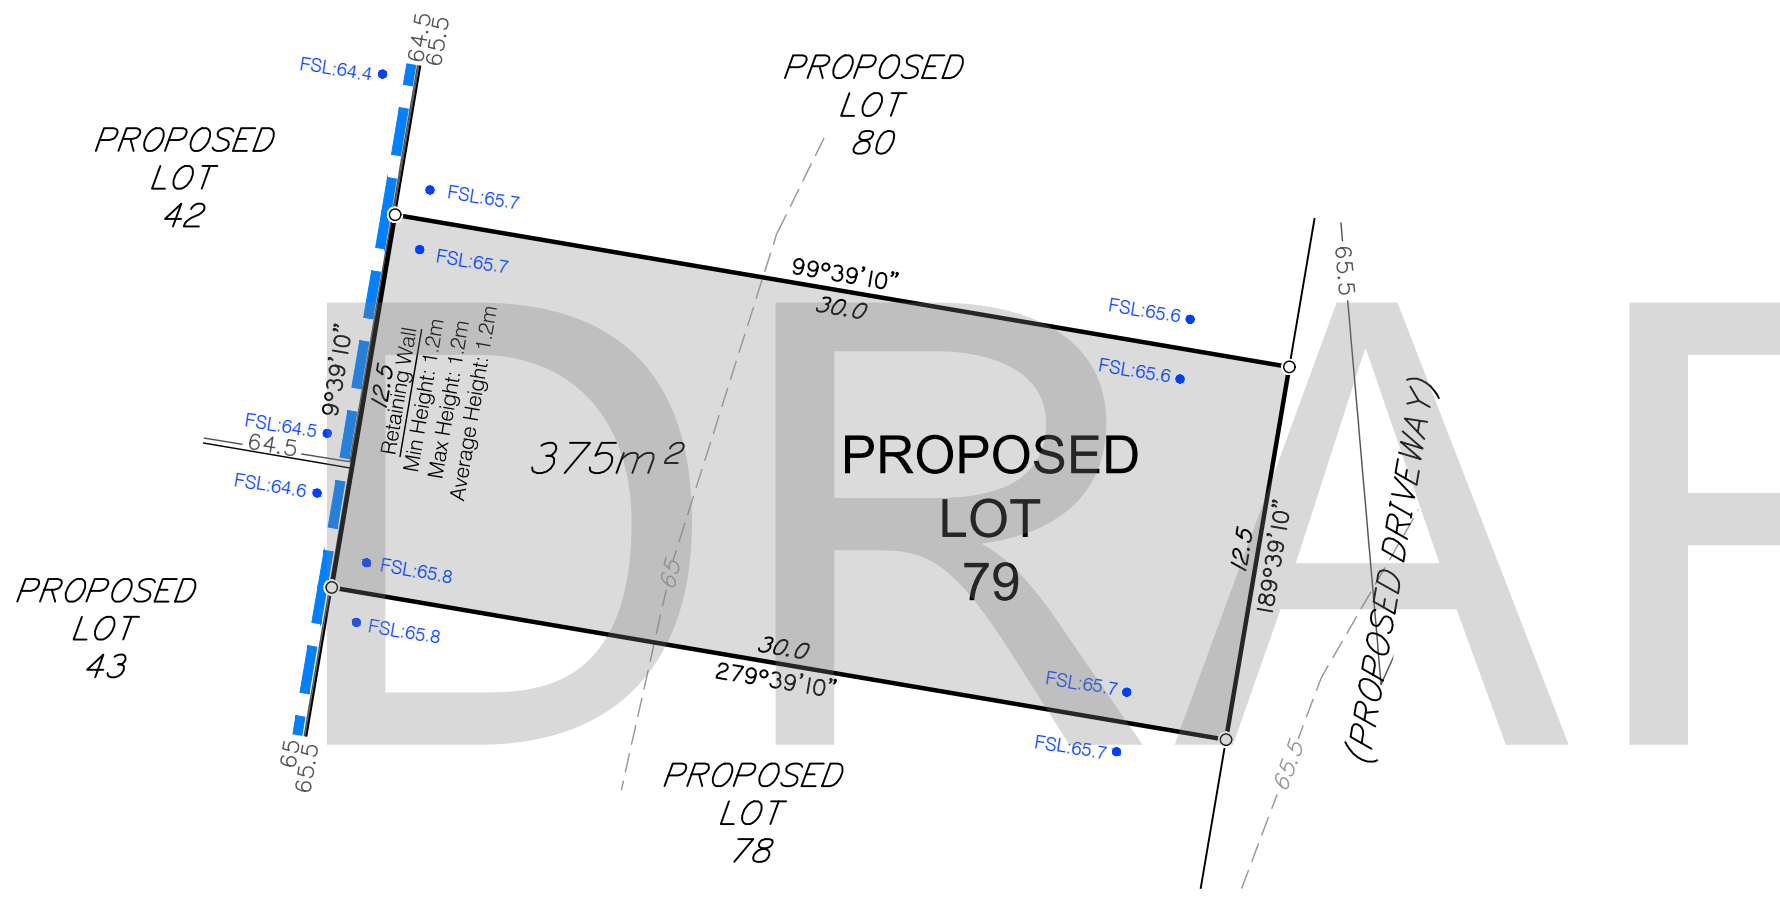 64.5
65.5
FSL:64.4
PROPOSED
LOT
80
PROPOSED
LOT
42
FSL:65.7
FSL:65.7
99°39'10"
30.0
65.5
FSL:65.6
FSL:65.6
9°39'10"
12.5
Retaining Wall
Min Height: 1.2m
Max Height: 1.2m
Average Height: 1.2m
FSL:64.5
64.5
FSL:64.6
375m²
PROPOSED
LOT
79
12.5
189°39'10"
(PROPOSED DRIVEWAY)
65
FSL:65.8
FSL:65.8
PROPOSED
LOT
43
30.0
279°39'10"
FSL:65.7
FSL:65.7
65.5
65
65.5
PROPOSED
LOT
78
DRAF